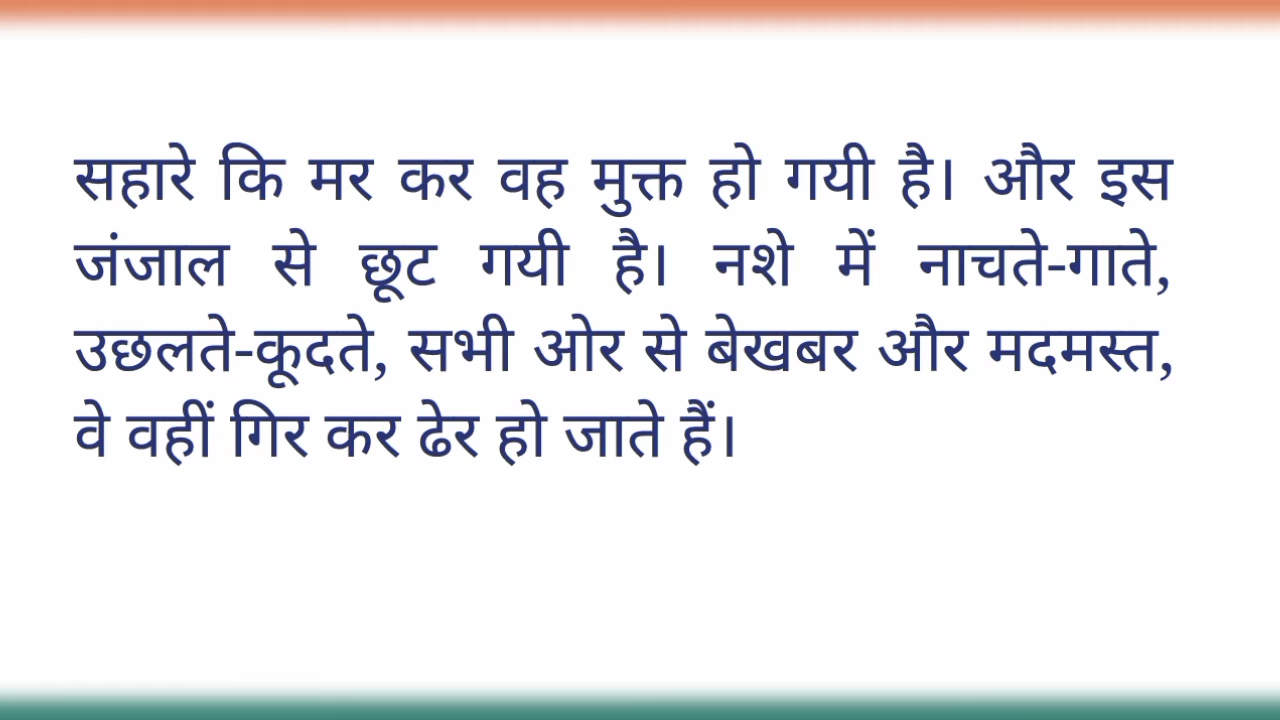 सहारे कि मर कर वह मुक्त हो गयी है। और इस
जंजाल से छूट गयी है। नशे में नाचते-गाते,
उछलते-कूदते, सभी ओर से बेखबर और मदमस्त,
वे वहीं गिर कर ढेर हो जाते हैं।